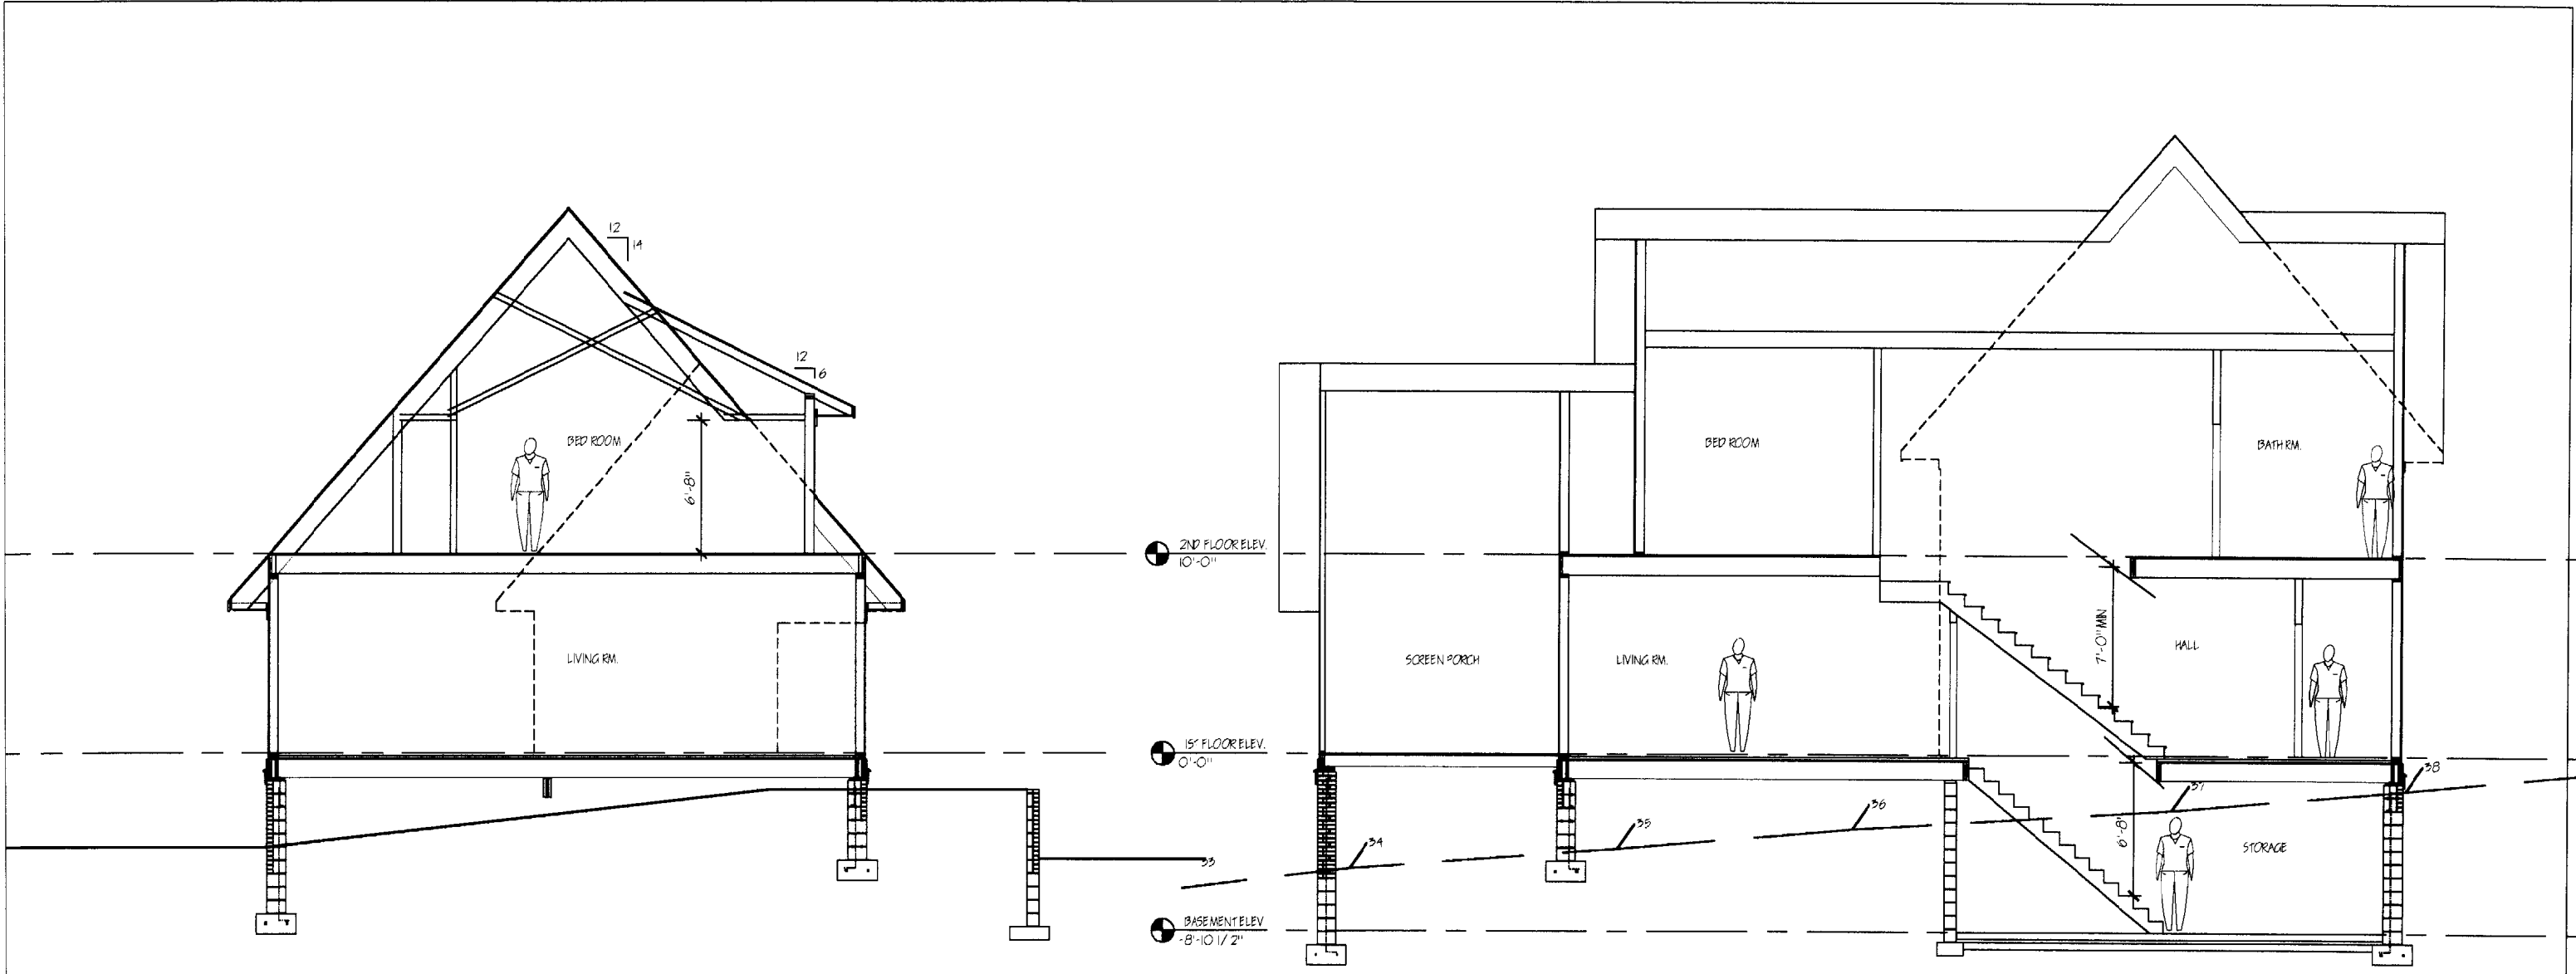 12
14
12
6
BED ROOM
6'-8"
LIVING RM.
33
2ND FLOOR ELEV.
10'-0"
1ST FLOOR ELEV.
0'-0"
BASEMENT ELEV
-8'-10 1/2"
BED ROOM
BATH RM.
SCREEN PORCH
LIVING RM.
7'-0" MIN
HALL
34
35
36
37
38
6'-8"
STORAGE